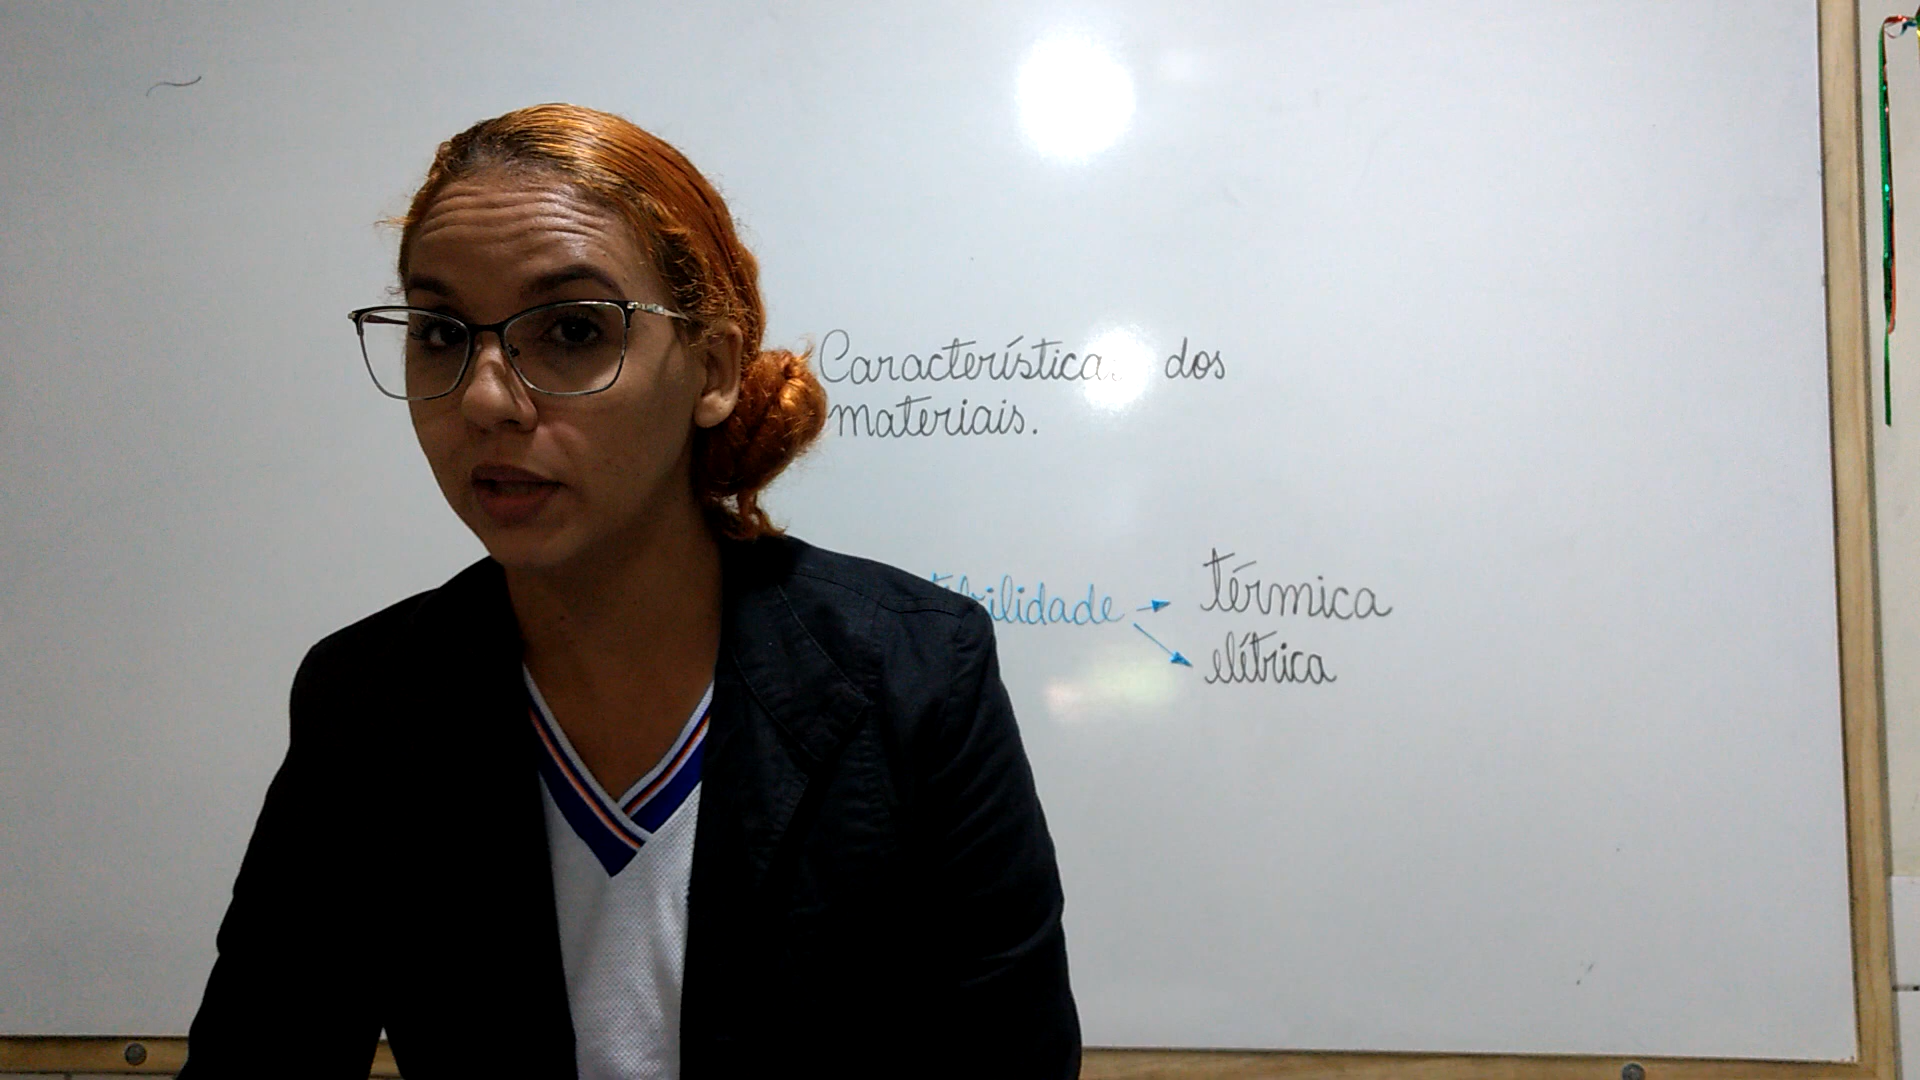 Características dos
materiais.
térmica
elétrica